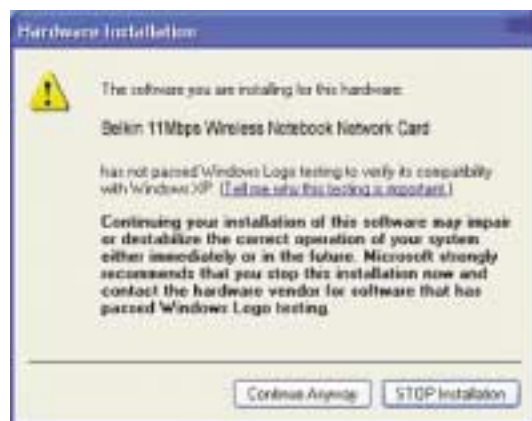 Hardware Installation
The software you are installing for this hardware:
Belkin 11Mbps Wireless Notebook Network Card
has not passed Windows Logo testing to verify its compatibility
with Windows XP. (Tell me why this testing is important.)
Continuing your installation of this software may impair
or destabilize the correct operation of your system
either immediately or in the future. Microsoft strongly
recommends that you stop this installation now and
contact the hardware vendor for software that has
passed Windows Logo testing.
Continue Anyway
STOP Installation